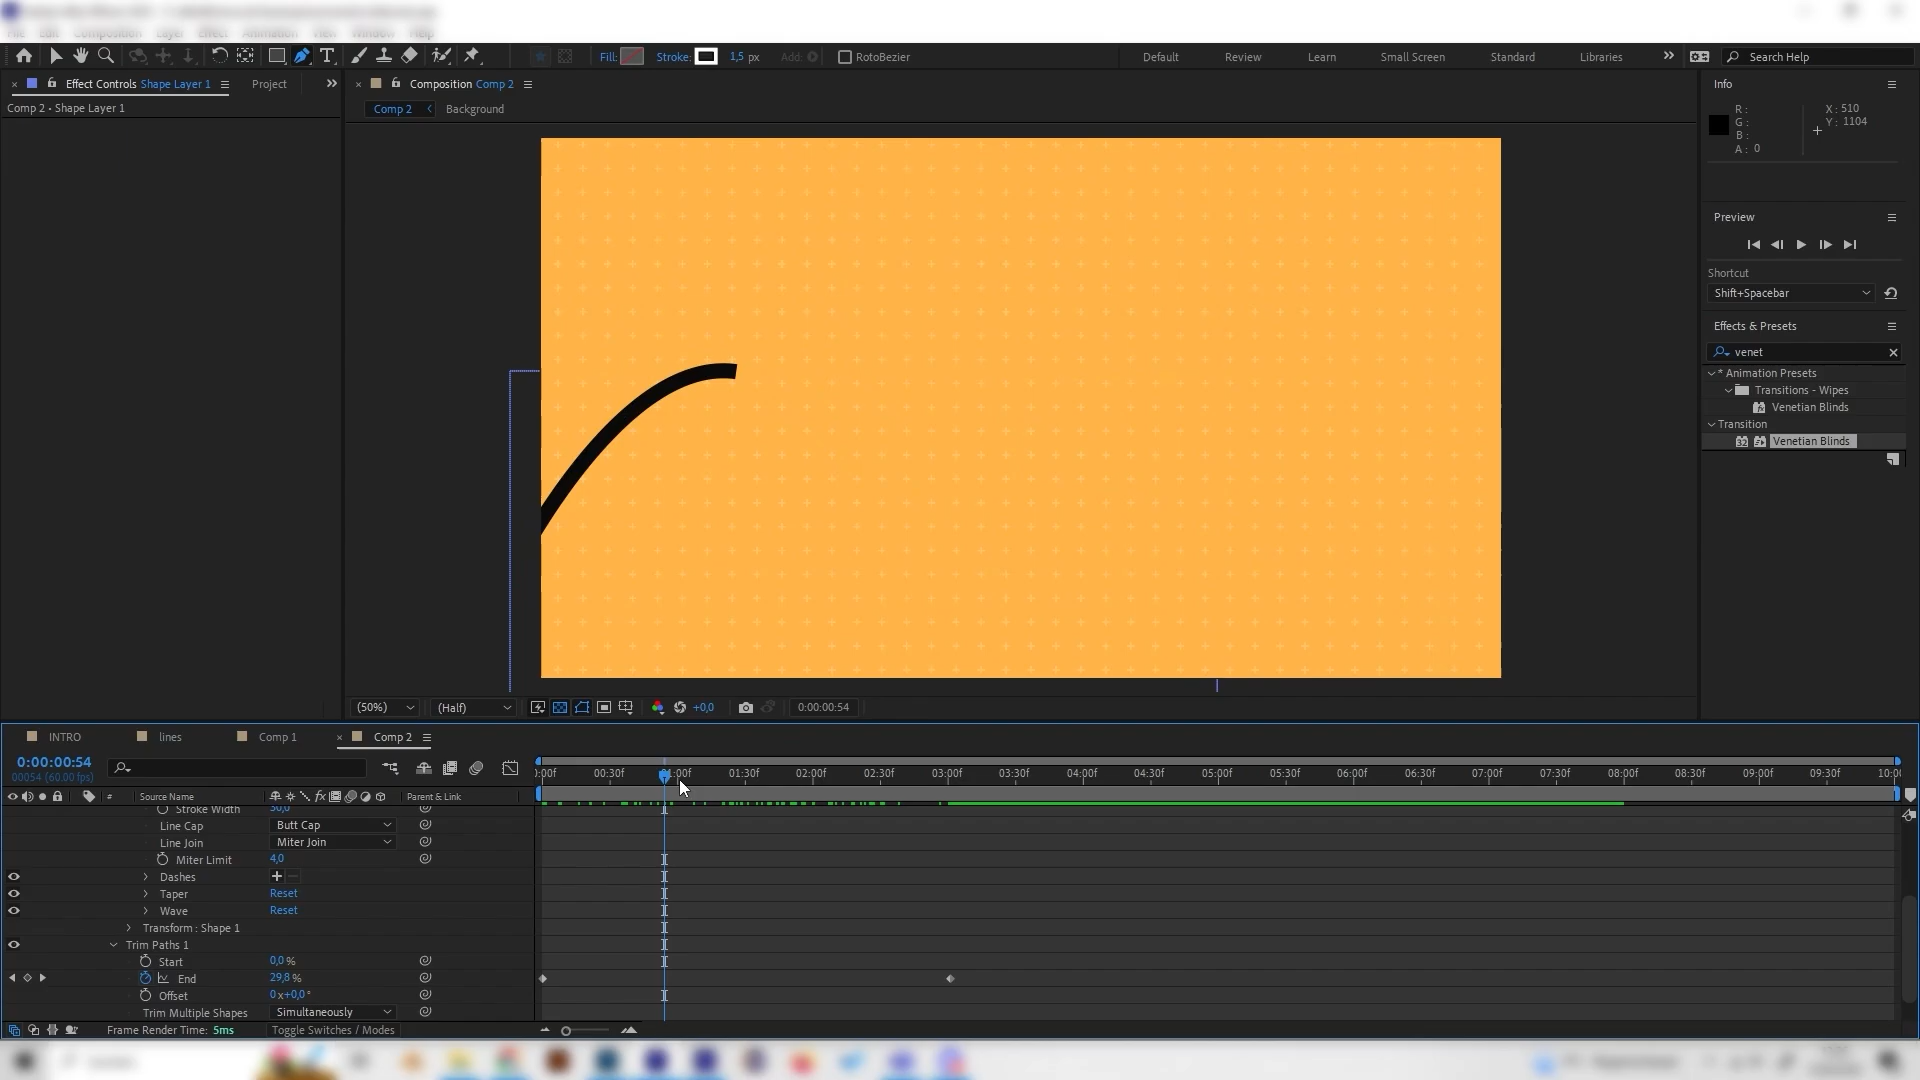 Fill:
Stroke:
1,5 px
Add:
RotoBezier
Default
Review
Learn
Small Screen
Standard
Libraries
Search Help
Effect Controls Shape Layer 1
Project
Comp 2 • Shape Layer 1
Composition Comp 2
Comp 2
Background
Info
R :
G :
B :
A : 0
X : 510
Y : 1104
Preview
Shortcut
Shift+Spacebar
Effects & Presets
venet
* Animation Presets
Transitions - Wipes
Venetian Blinds
Transition
Venetian Blinds
(50%)
(Half)
+0,0
0:00:00:54
INTRO
lines
Comp 1
Comp 2
0:00:00:54
00054 (60.00 fps)
#
Source Name
Parent & Link
0:00f
00:30f
01:00f
01:30f
02:00f
02:30f
03:00f
03:30f
04:00f
04:30f
05:00f
05:30f
06:00f
06:30f
07:00f
07:30f
08:00f
08:30f
09:00f
09:30f
10:00
Stroke Width 30,0
Line Cap Butt Cap
Line Join Miter Join
Miter Limit 4,0
Dashes
Taper Reset
Wave Reset
Transform : Shape 1
Trim Paths 1
Start 0,0 %
End 29,8 %
Offset 0 x+0,0 °
Trim Multiple Shapes Simultaneously
Frame Render Time: 5ms
Toggle Switches / Modes